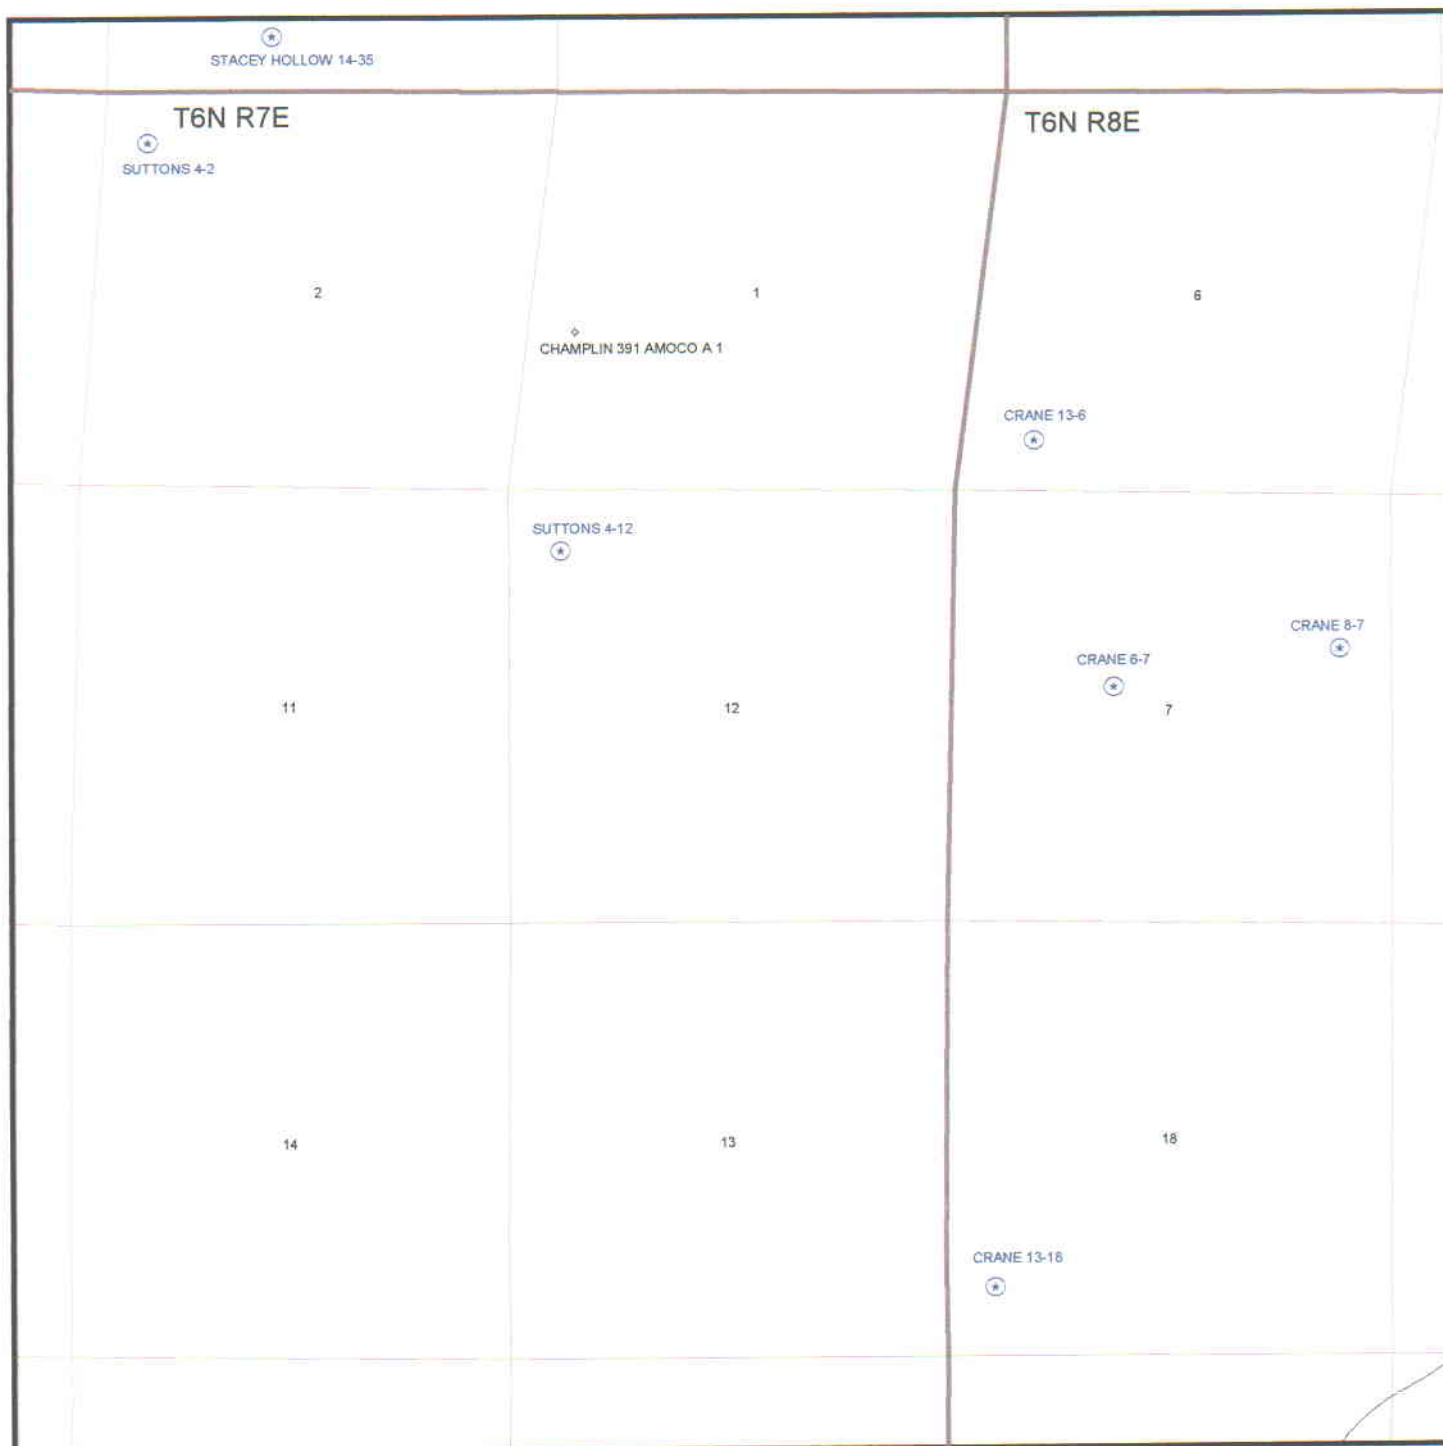 STACEY HOLLOW 14-35
T6N R7E
T6N R8E
SUTTONS 4-2
2
1
6
CHAMPLIN 391 AMOCO A 1
CRANE 13-6
SUTTONS 4-12
CRANE 8-7
CRANE 6-7
11
12
7
14
13
18
CRANE 13-18